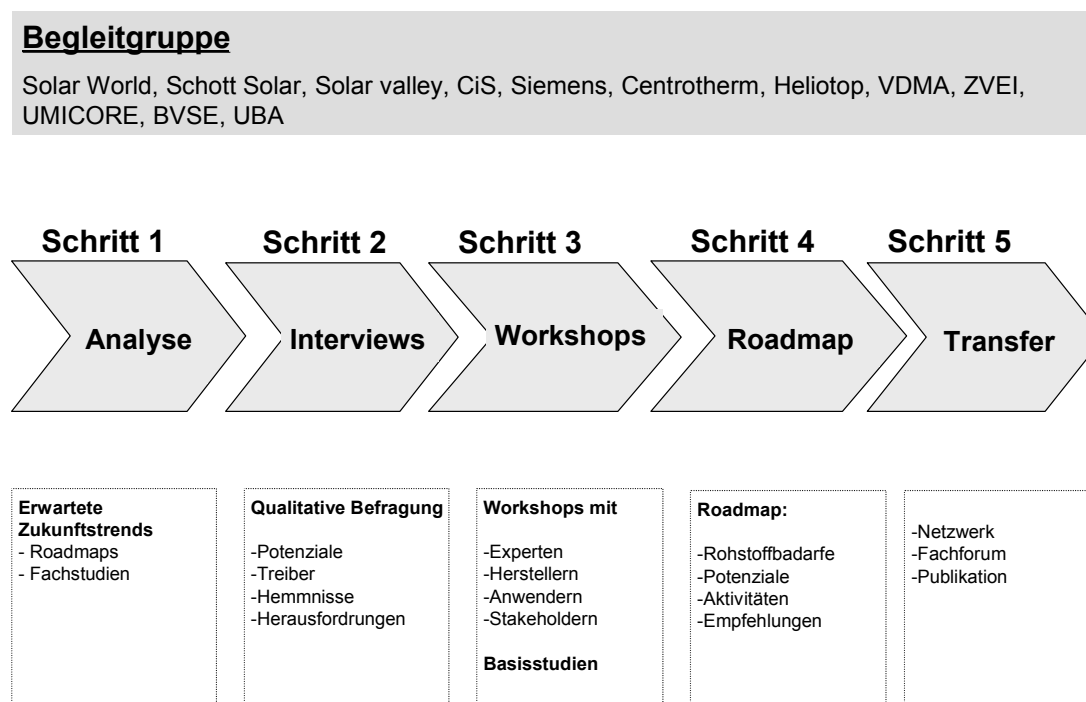 Begleitgruppe
Solar World, Schott Solar, Solar valley, CiS, Siemens, Centrotherm, Heliotop, VDMA, ZVEI,
UMICORE, BVSE, UBA
Schritt 1
Schritt 2
Schritt 3
Schritt 4
Schritt 5
Analyse
Interviews
Workshops
Roadmap
Transfer
Erwartete
Zukunftstrends
- Roadmaps
- Fachstudien
Qualitative Befragung
-Potenziale
-Treiber
-Hemmnisse
-Herausfordrungen
Workshops mit
-Experten
-Herstellern
-Anwendern
-Stakeholdern
Basisstudien
Roadmap:
-Rohstoffbadarfe
-Potenziale
-Aktivitäten
-Empfehlungen
-Netzwerk
-Fachforum
-Publikation